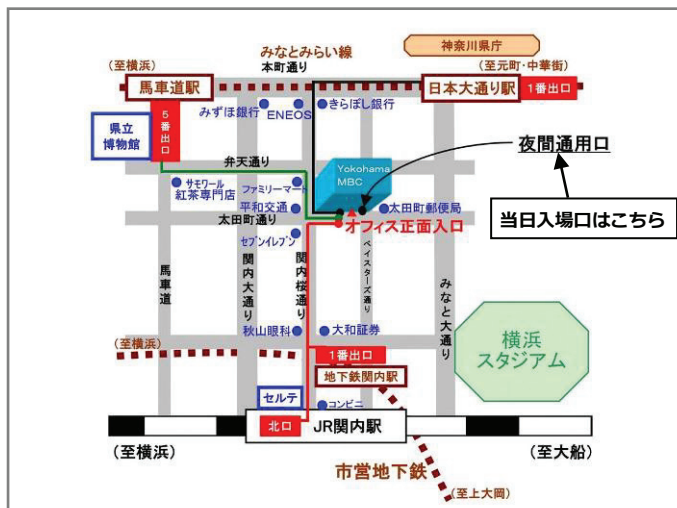 神奈川県庁
みなとみらい線
(至横浜)
本町通り
(至元町・中華街)
馬車道駅
日本大通り駅
1番出口
みずほ銀行
ENEOS
きらぼし銀行
県立
博物館
5番出口
夜間通用口
弁天通り
Yokohama
MBC
サモワール
紅茶専門店
ファミリーマート
平和交通
太田町郵便局
当日入場口はこちら
太田町通り
オフィス正面入口
セブンイレブン
馬車道
関内大通り
関内桜通り
ベイスターズ通り
みなと大通り
横浜
スタジアム
秋山眼科
大和証券
(至横浜)
1番出口
地下鉄関内駅
セルテ
コンビニ
北口
JR関内駅
(至横浜)
(至大船)
市営地下鉄
(至上大岡)